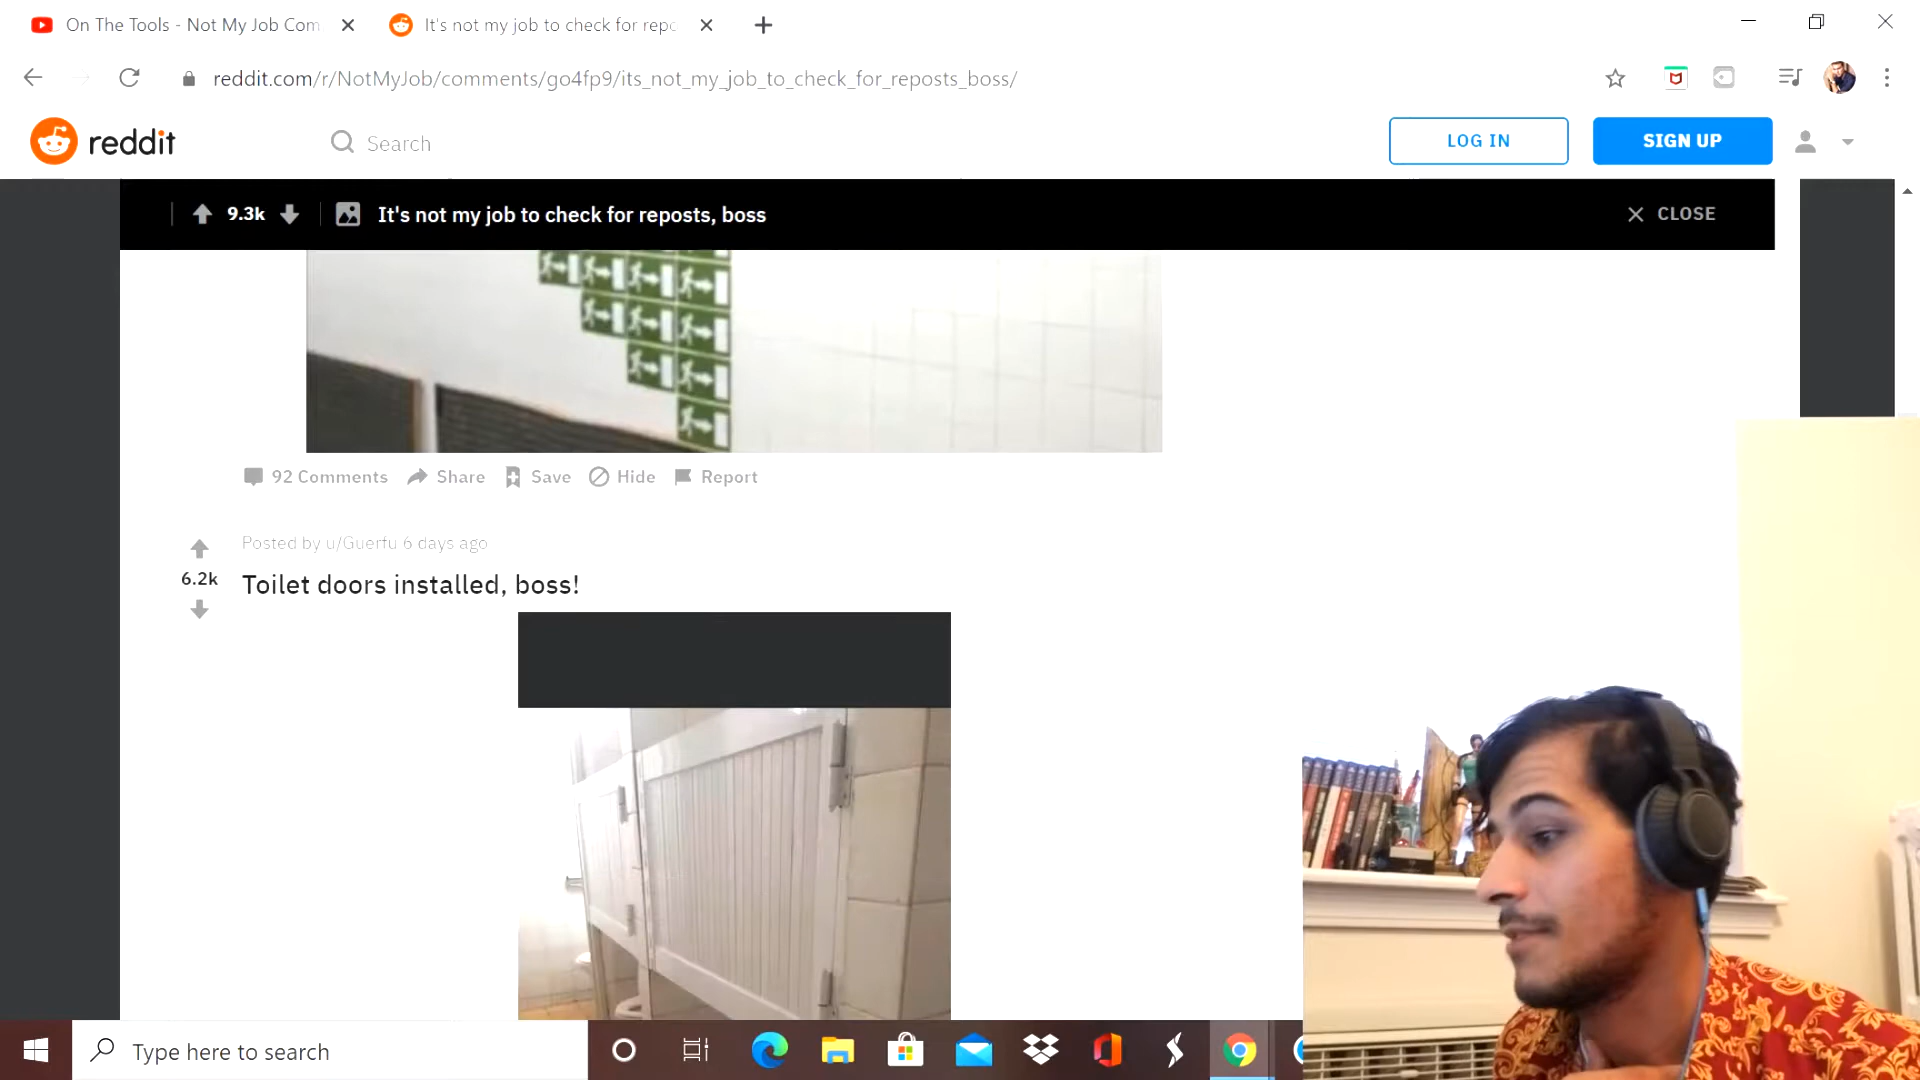 On The Tools - Not My Job Com
It's not my job to check for repo
reddit.com/r/NotMyJob/comments/go4fp9/its_not_my_job_to_check_for_reposts_boss/
reddit
Search
LOG IN
SIGN UP
9.3k
It's not my job to check for reposts, boss
CLOSE
92 Comments
Share
Save
Hide
Report
Posted by u/Guerfu 6 days ago
6.2k
Toilet doors installed, boss!
Type here to search